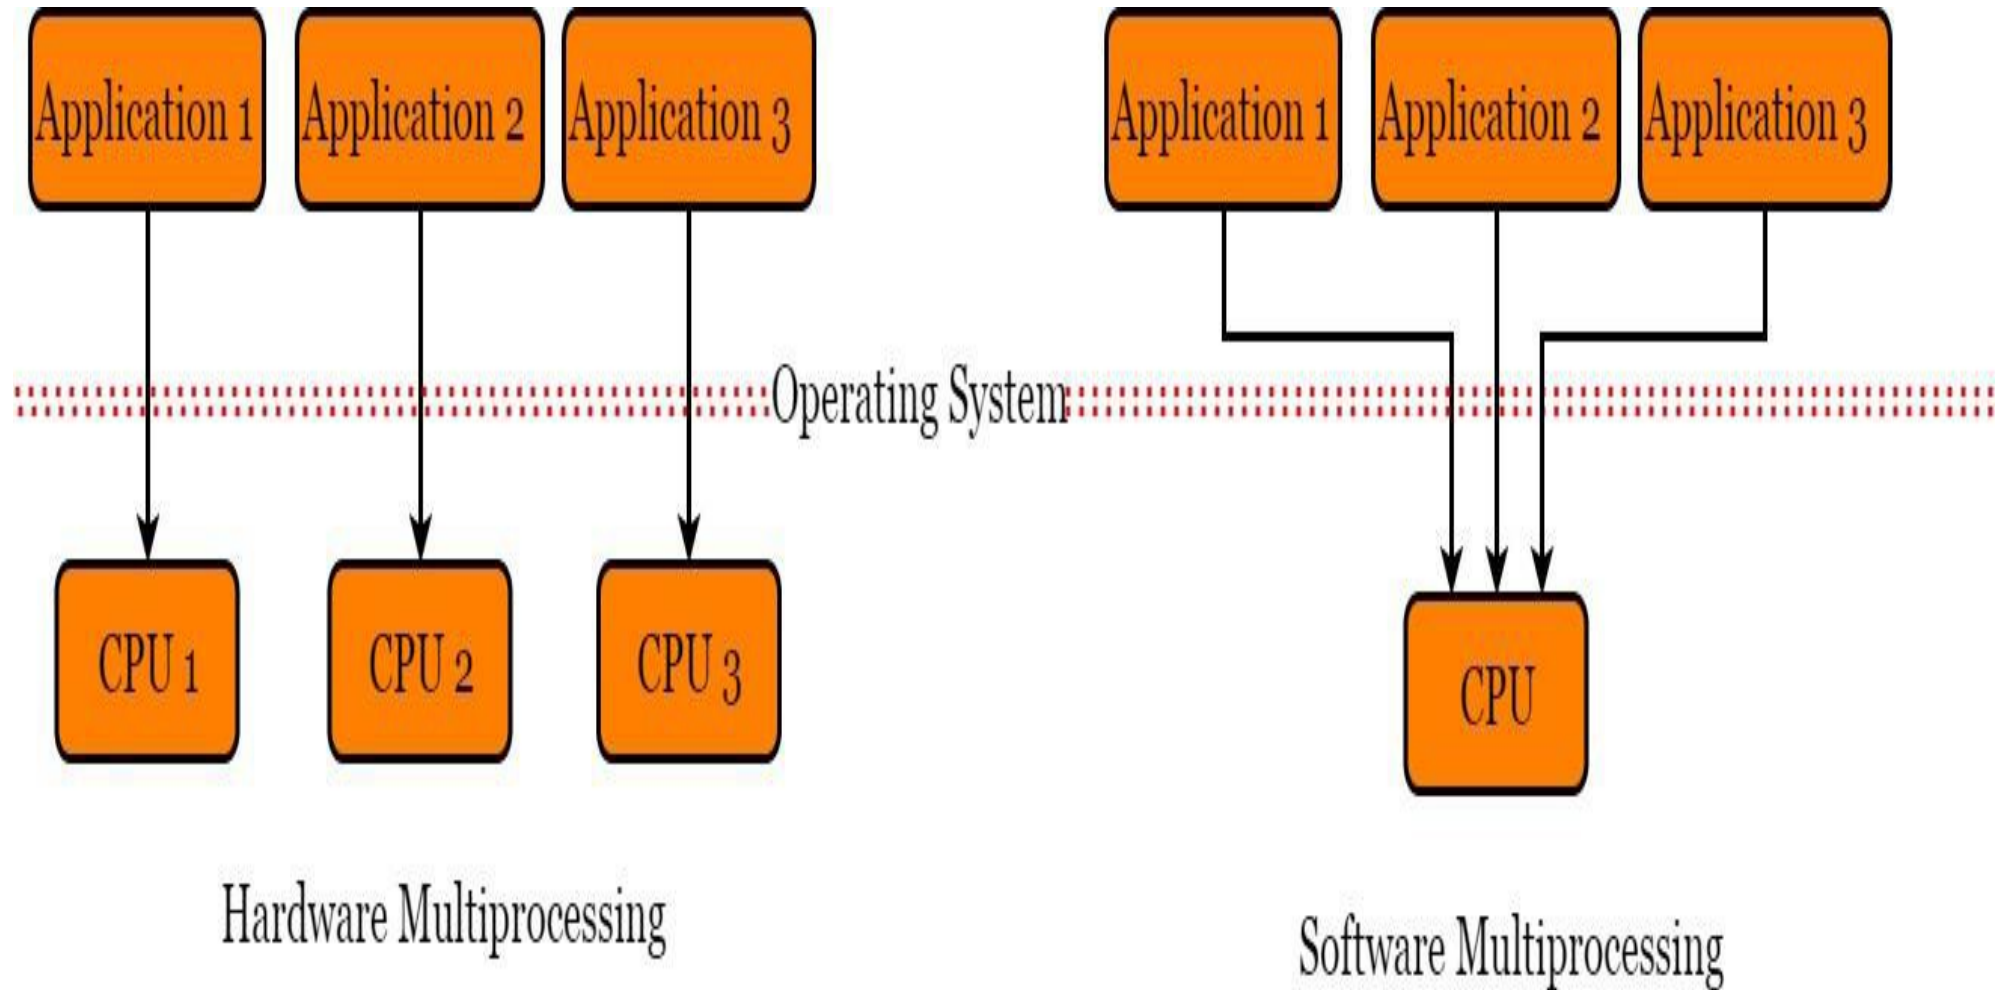 Application 1
Application 2
Application 3
Application 1
Application 2
Application 3
Operating System
CPU 1
CPU 2
CPU 3
CPU
Hardware Multiprocessing
Software Multiprocessing